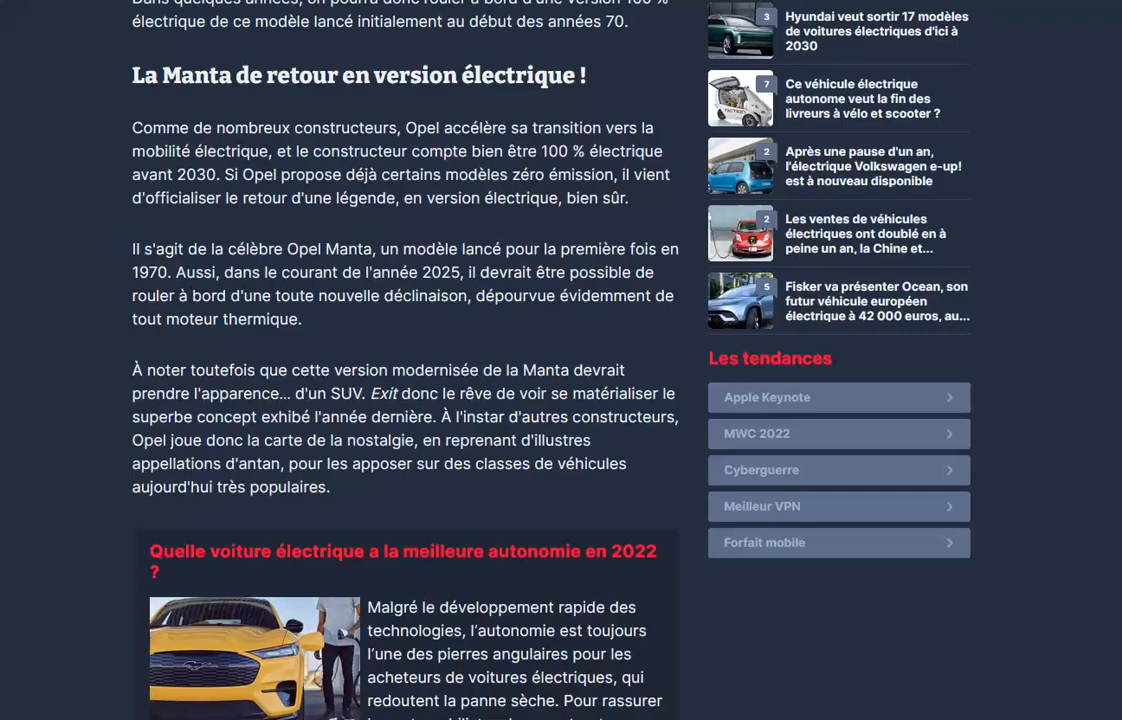 électrique de ce modèle lancé initialement au début des années 70.
La Manta de retour en version électrique !
Comme de nombreux constructeurs, Opel accélère sa transition vers la
mobilité électrique, et le constructeur compte bien être 100 % électrique
avant 2030. Si Opel propose déjà certains modèles zéro émission, il vient
d'officialiser le retour d'une légende, en version électrique, bien sûr.
Il s'agit de la célèbre Opel Manta, un modèle lancé pour la première fois en
1970. Aussi, dans le courant de l'année 2025, il devrait être possible de
rouler à bord d'une toute nouvelle déclinaison, dépourvue évidemment de
tout moteur thermique.
À noter toutefois que cette version modernisée de la Manta devrait
prendre l'apparence... d'un SUV. Exit donc le rêve de voir se matérialiser le
superbe concept exhibé l'année dernière. À l'instar d'autres constructeurs,
Opel joue donc la carte de la nostalgie, en reprenant d'illustres
appellations d'antan, pour les apposer sur des classes de véhicules
aujourd'hui très populaires.
Quelle voiture électrique a la meilleure autonomie en 2022
?
Malgré le développement rapide des
technologies, l'autonomie est toujours
l'une des pierres angulaires pour les
acheteurs de voitures électriques, qui
redoutent la panne sèche. Pour rassurer
3
Hyundai veut sortir 17 modèles
de voitures électriques d'ici à
2030
7
Ce véhicule électrique
autonome veut la fin des
livreurs à vélo et scooter ?
2
Après une pause d'un an,
l'électrique Volkswagen e-up!
est à nouveau disponible
2
Les ventes de véhicules
électriques ont doublé en à
peine un an, la Chine et...
5
Fisker va présenter Ocean, son
futur véhicule européen
électrique à 42 000 euros, au...
Les tendances
Apple Keynote
MWC 2022
Cyberguerre
Meilleur VPN
Forfait mobile